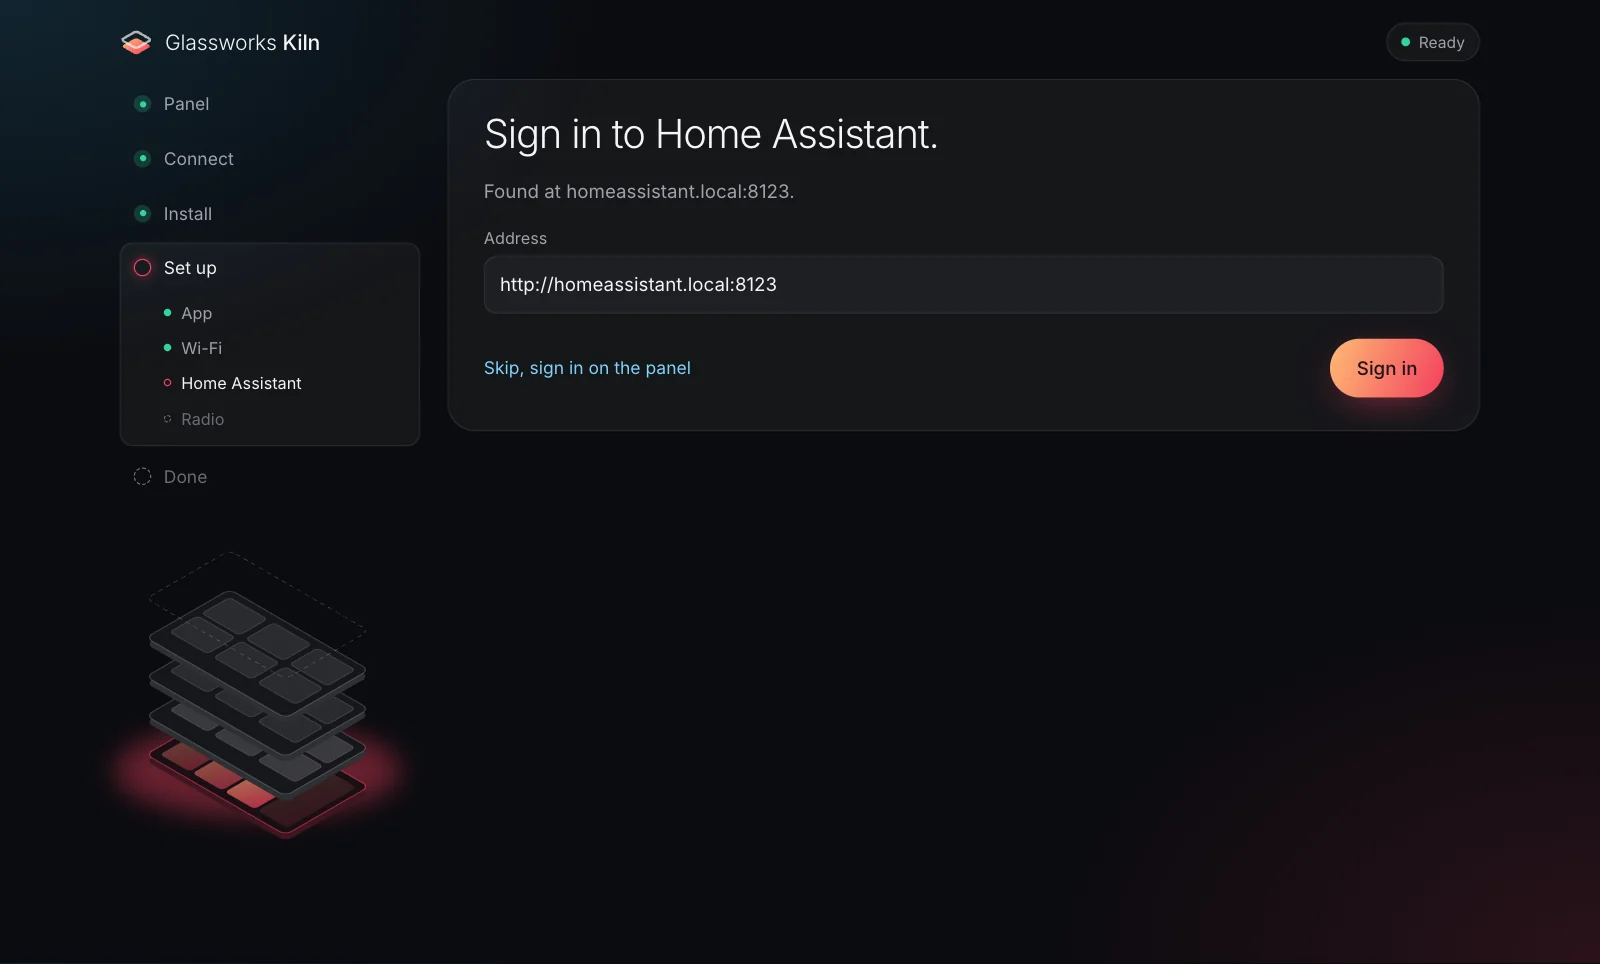 Glassworks Kiln
Ready
Panel
Connect
Install
Set up
App
Wi-Fi
Home Assistant
Radio
Done
Sign in to Home Assistant.
Found at homeassistant.local:8123.
Address
http://homeassistant.local:8123
Skip, sign in on the panel
Sign in